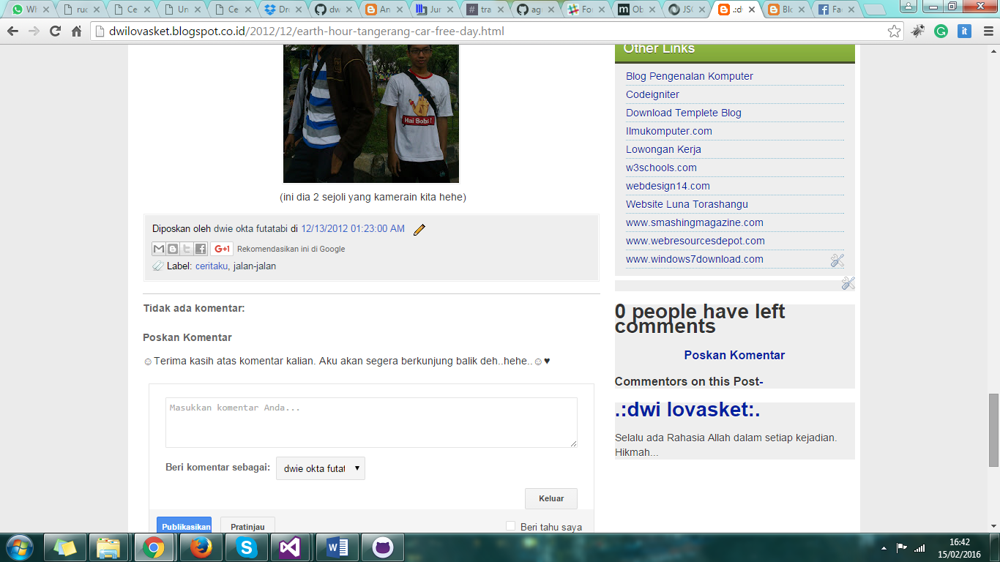 Wh
ruc
Ce
Un
Ce
Dr
dw
An
Jur
tra
ag
Fo
Ob
JSC
.:d
Blo
Fa
dwilovasket.blogspot.co.id/2012/12/earth-hour-tangerang-car-free-day.html
it
Hai Sobs !
(ini dia 2 sejoli yang kamerain kita hehe)
Diposkan oleh dwie okta futatabi di 12/13/2012 01:23:00 AM
G+1 Rekomendasikan ini di Google
Label: ceritaku, jalan-jalan
Tidak ada komentar:
Poskan Komentar
☺Terima kasih atas komentar kalian. Aku akan segera berkunjung balik deh..hehe..☺♥
Masukkan komentar Anda...
Beri komentar sebagai: dwie okta futat
Keluar
Publikasikan Pratinjau Beri tahu saya
Other Links
Blog Pengenalan Komputer
Codeigniter
Download Templete Blog
Ilmukomputer.com
Lowongan Kerja
w3schools.com
webdesign14.com
Website Luna Torashangu
www.smashingmagazine.com
www.webresourcesdepot.com
www.windows7download.com
0 people have left
comments
Poskan Komentar
Commentors on this Post-
.:dwi lovasket:.
Selalu ada Rahasia Allah dalam setiap kejadian.
Hikmah...
16:42
15/02/2016